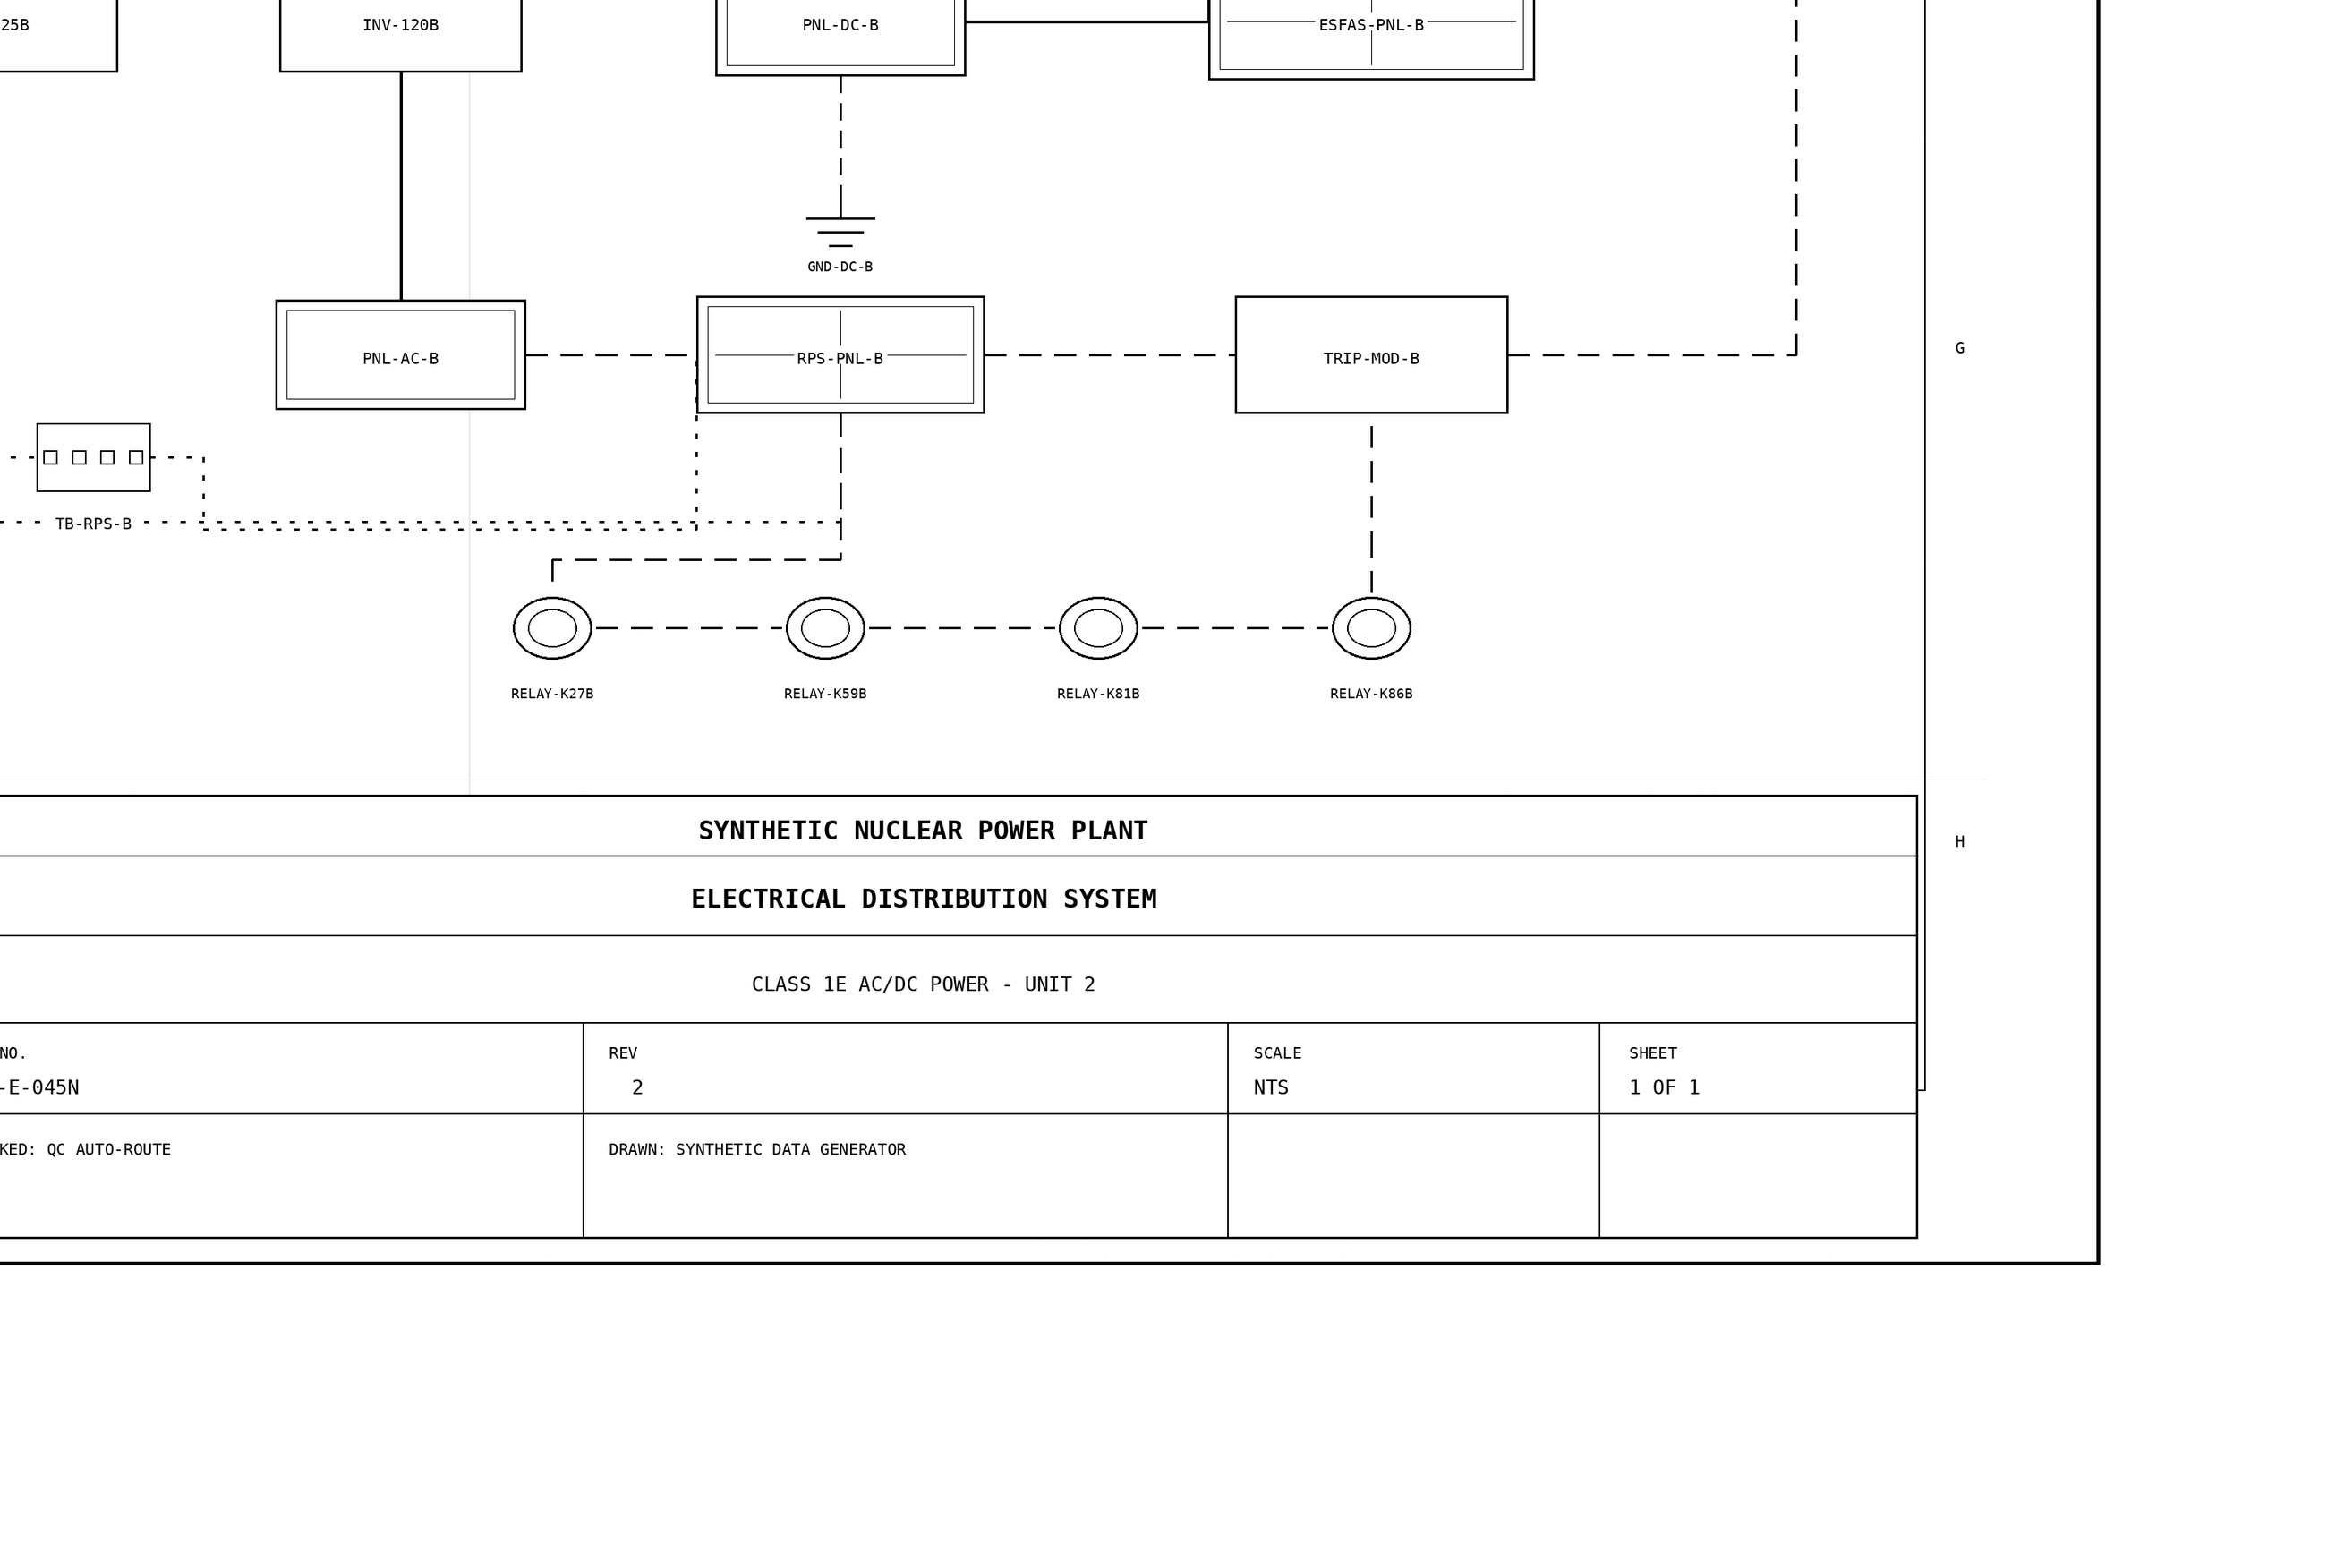 25B
INV-120B
PNL-DC-B
ESFAS-PNL-B
GND-DC-B
PNL-AC-B
RPS-PNL-B
TRIP-MOD-B
G
TB-RPS-B
RELAY-K27B
RELAY-K59B
RELAY-K81B
RELAY-K86B
SYNTHETIC NUCLEAR POWER PLANT
H
ELECTRICAL DISTRIBUTION SYSTEM
CLASS 1E AC/DC POWER - UNIT 2
NO.
REV
SCALE
SHEET
-E-045N
2
NTS
1 OF 1
KED: QC AUTO-ROUTE
DRAWN: SYNTHETIC DATA GENERATOR